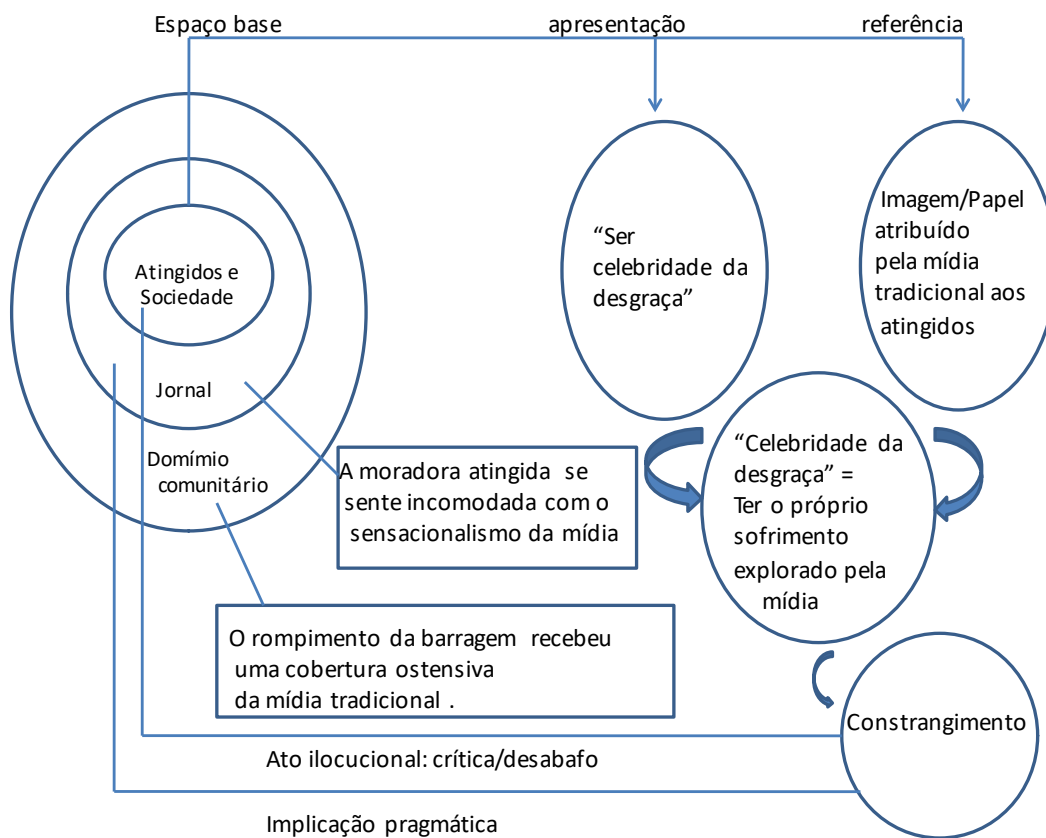 Espaço base
apresentação
referência
Atingidos e
Sociedade
Jornal
Domímio
comunitário
“Ser
celebridade da
desgraça”
Imagem/Papel
atribuído
pela mídia
tradicional aos
atingidos
“Celebridade da
desgraça” =
Ter o próprio
sofrimento
explorado pela
mídia
A moradora atingida se
sente incomodada com o
sensacionalismo da mídia
O rompimento da barragem recebeu
uma cobertura ostensiva
da mídia tradicional .
Constrangimento
Ato ilocucional: crítica/desabafo
Implicação pragmática